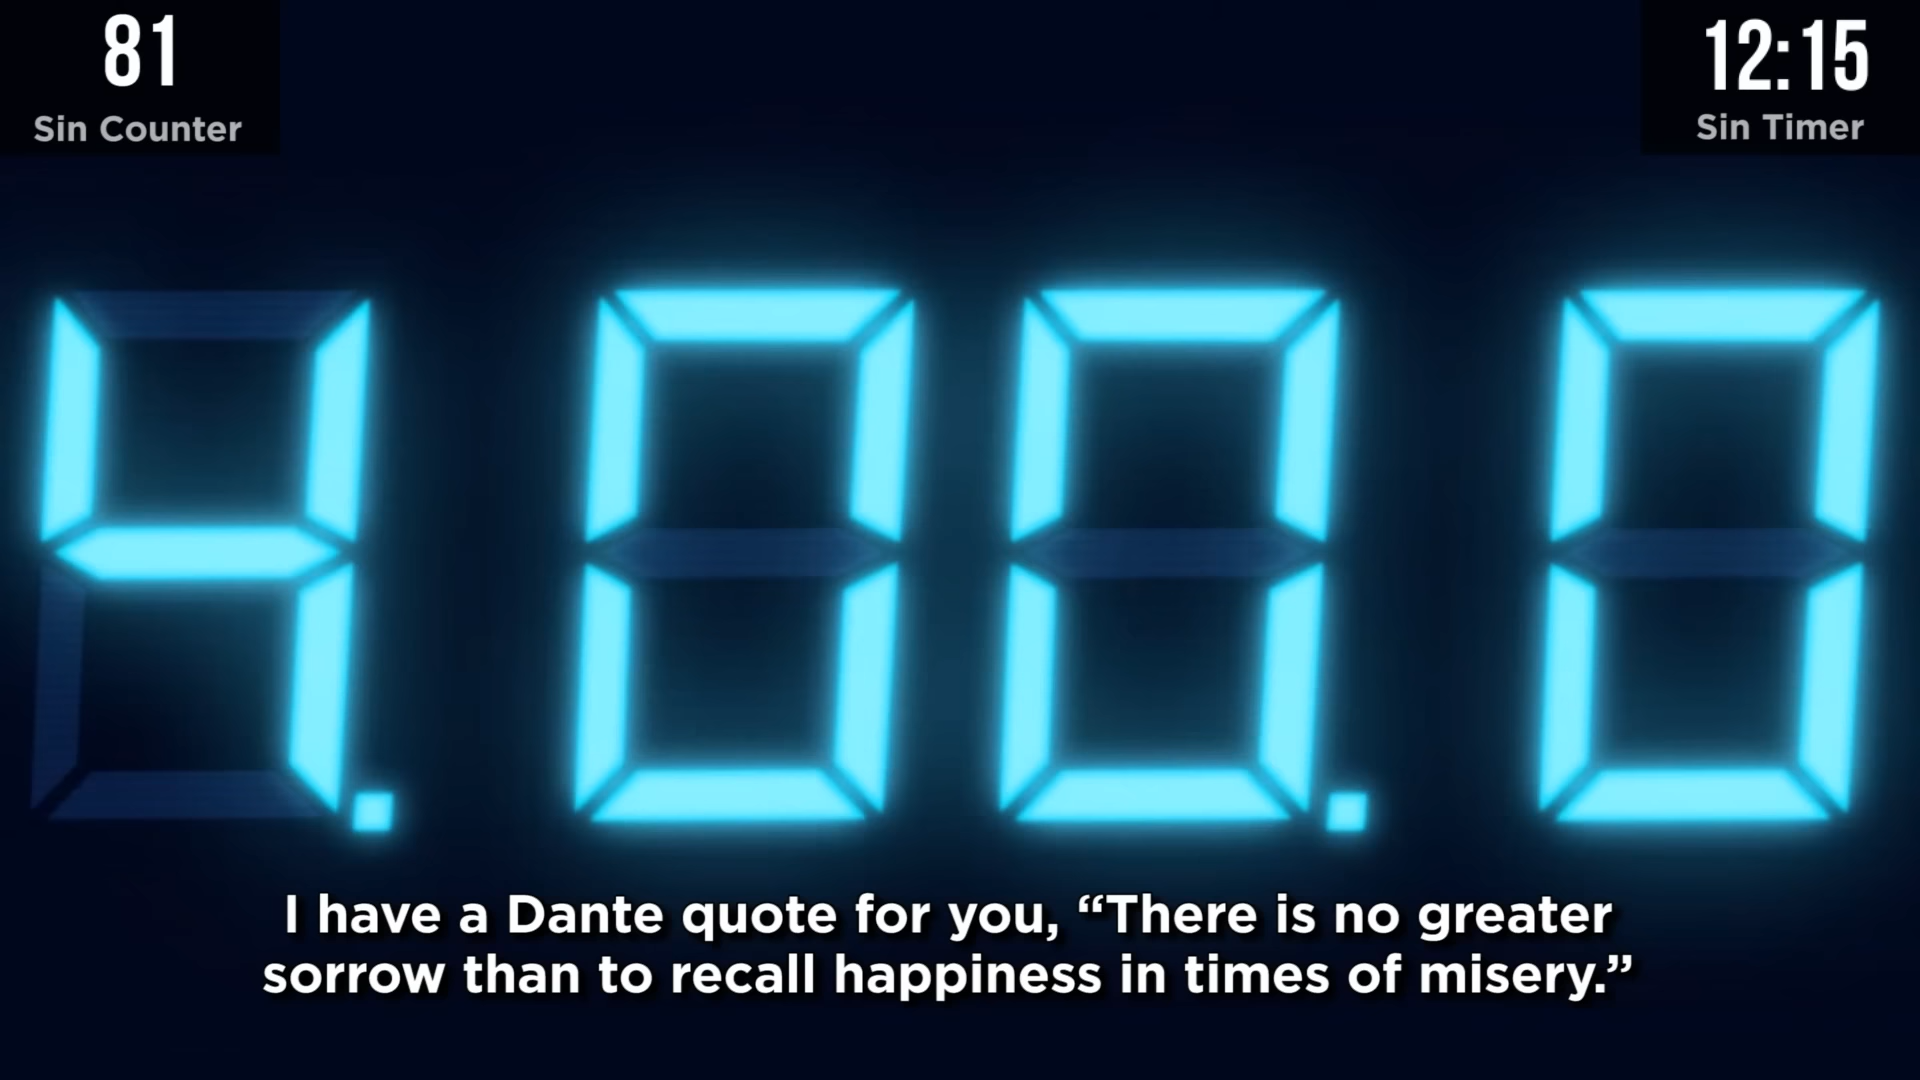 81
Sin Counter
12:15
Sin Timer
4.00.0
I have a Dante quote for you, “There is no greater
sorrow than to recall happiness in times of misery.”